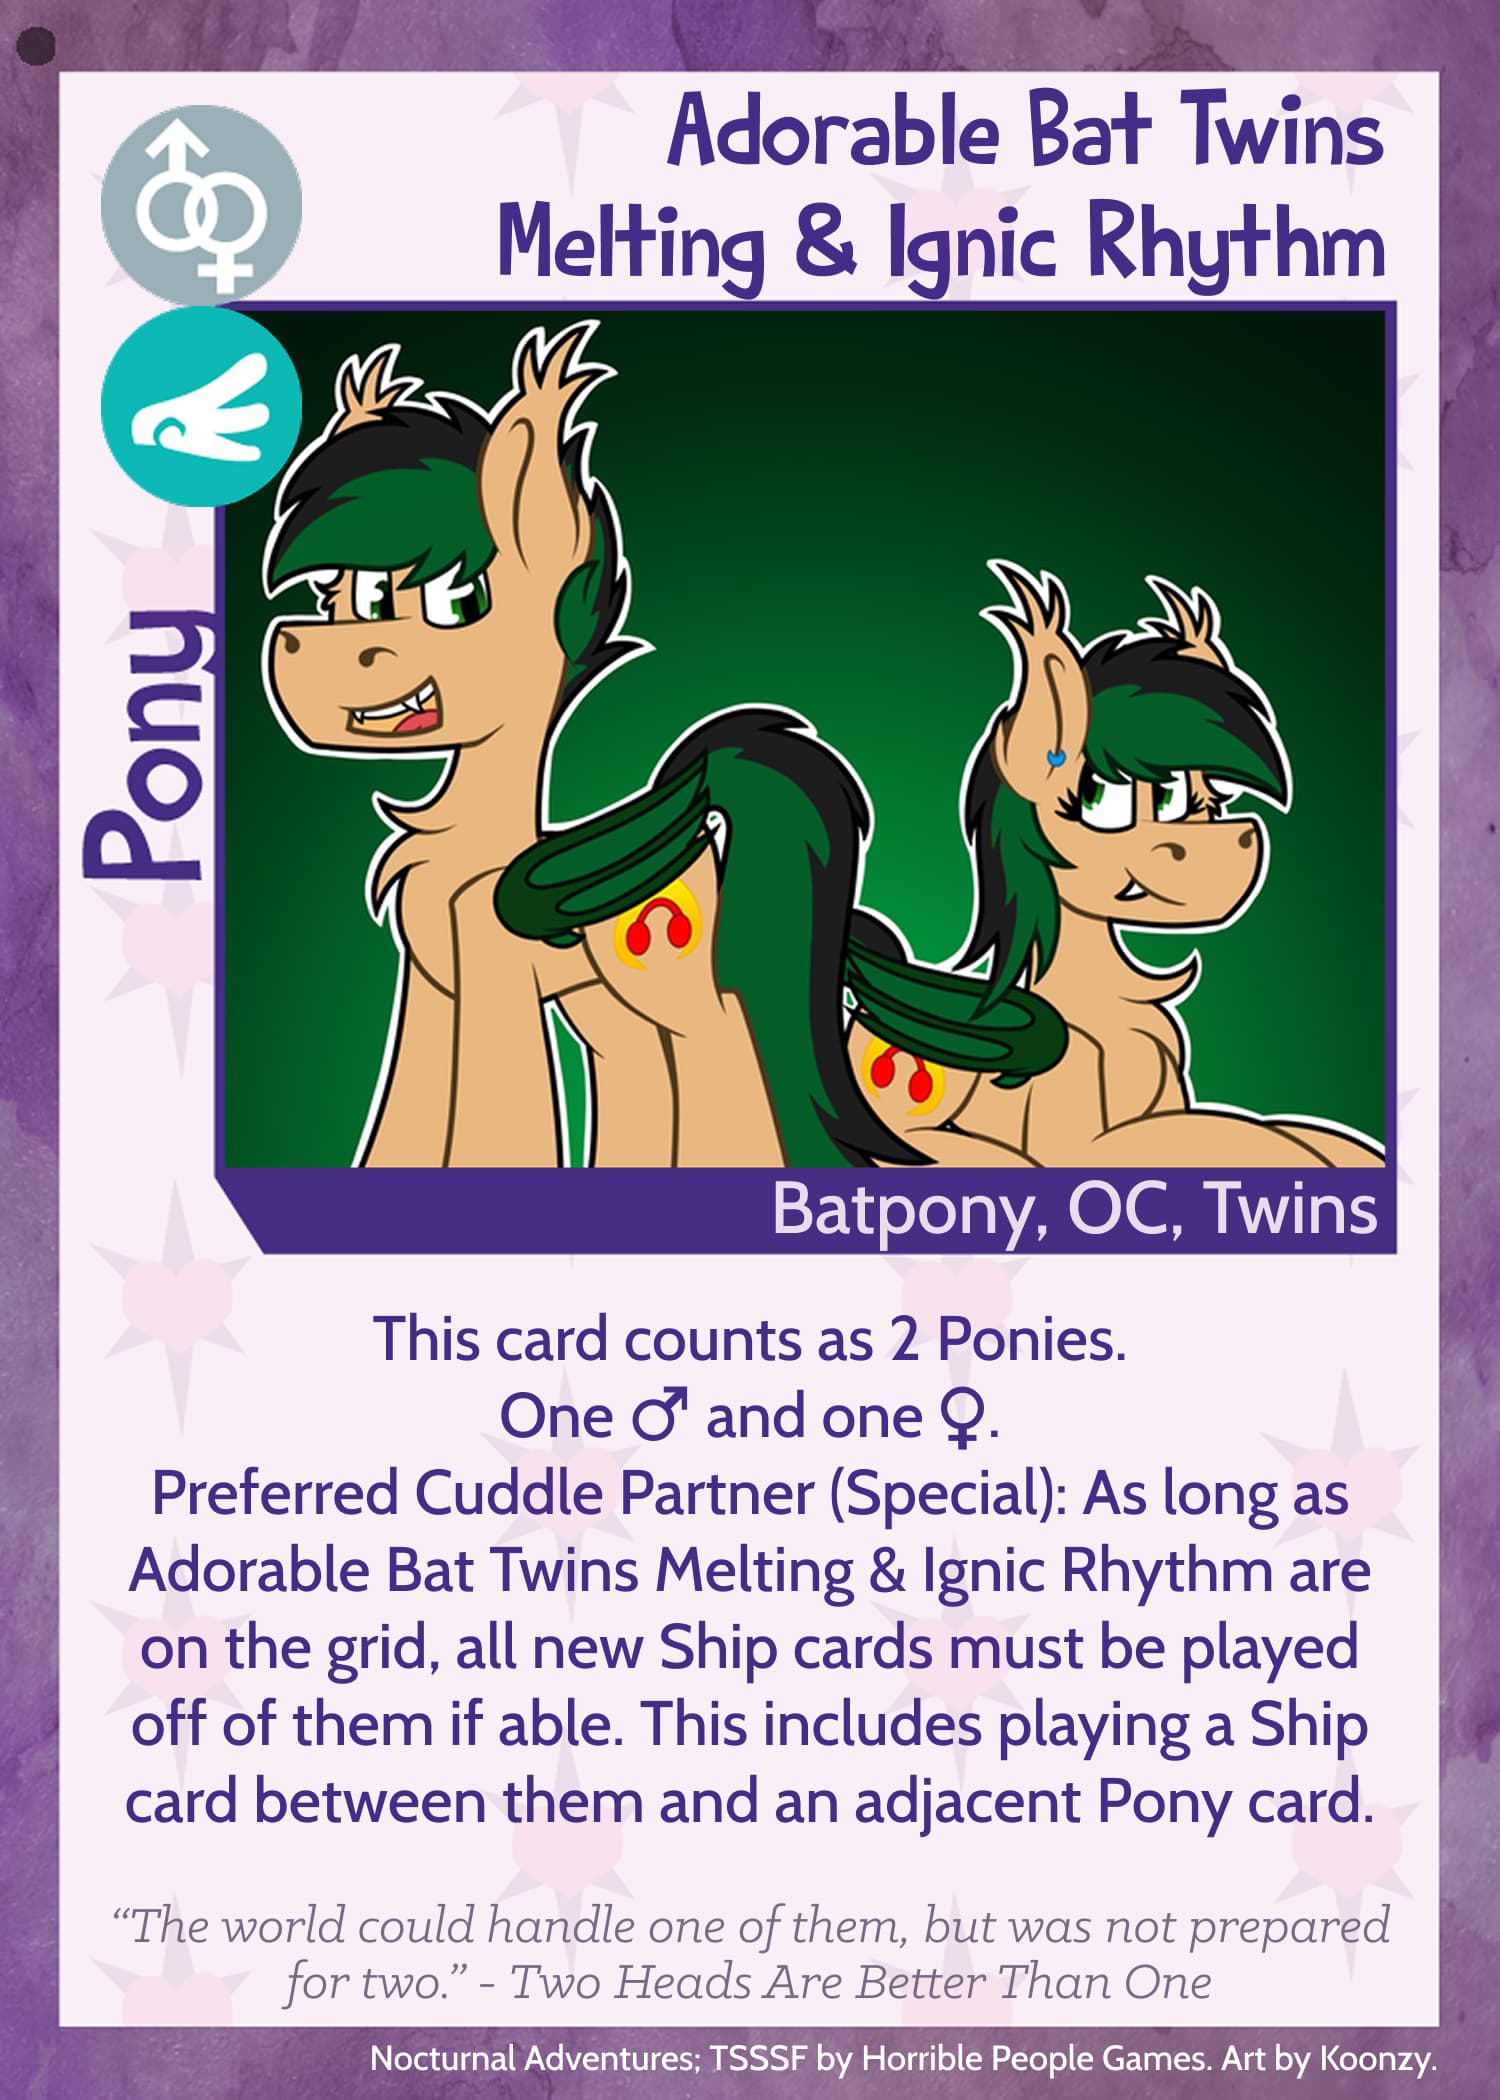 Adorable Bat Twins
Melting & Ignic Rhythm
Pony
Batpony, OC, Twins
This card counts as 2 Ponies.
One ♂ and one ♀.
Preferred Cuddle Partner (Special): As long as
Adorable Bat Twins Melting & Ignic Rhythm are
on the grid, all new Ship cards must be played
off of them if able. This includes playing a Ship
card between them and an adjacent Pony card.
“The world could handle one of them, but was not prepared
for two.” - Two Heads Are Better Than One
Nocturnal Adventures; TSSSF by Horrible People Games. Art by Koonzy.